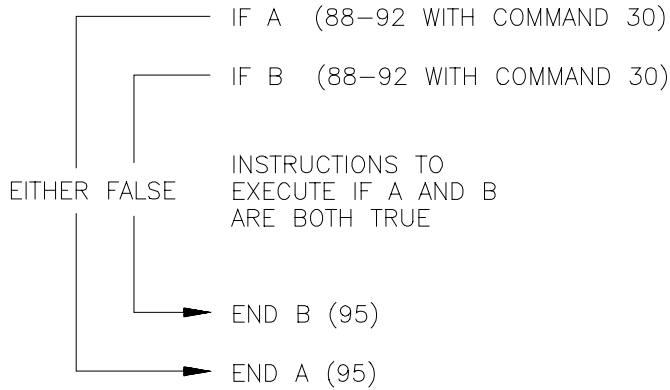 IF A (88-92 WITH COMMAND 30)
IF B (88-92 WITH COMMAND 30)
EITHER FALSE
INSTRUCTIONS TO
EXECUTE IF A AND B
ARE BOTH TRUE
END B (95)
END A (95)